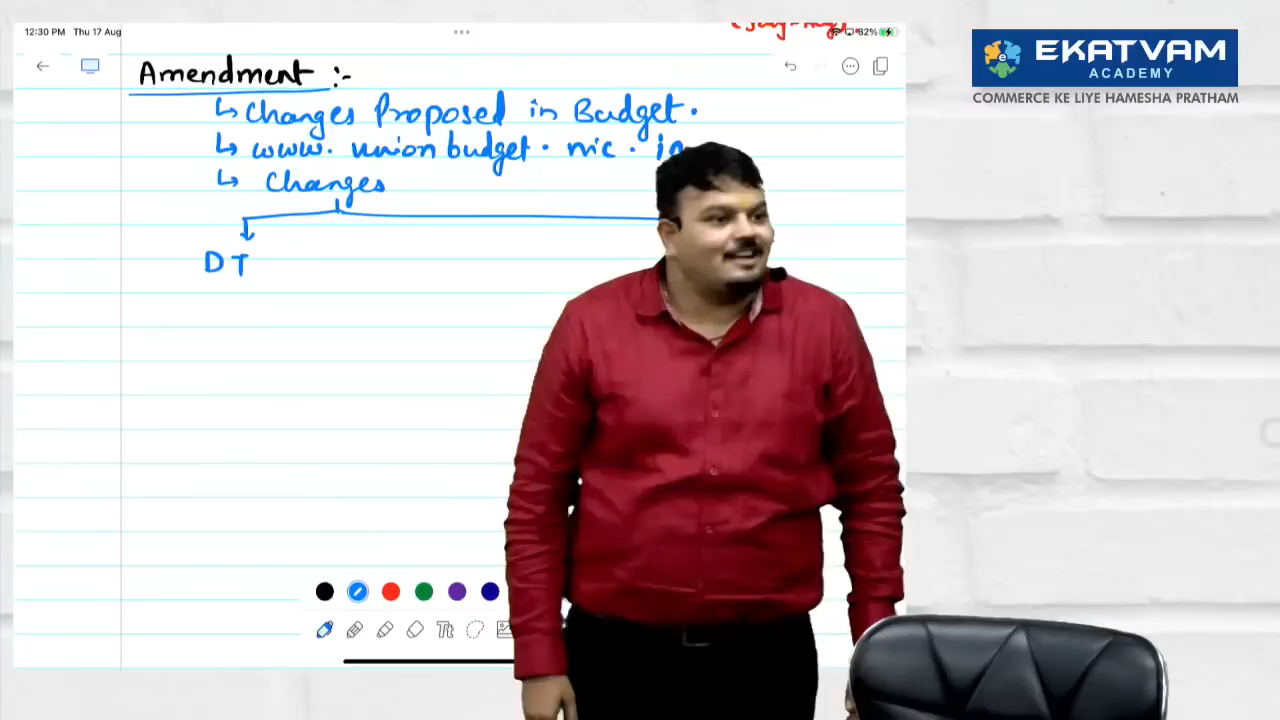 12:30 PM Thu 17 Aug
82%
EKATVAM
ACADEMY
COMMERCE KE LIYE HAMESHA PRATHAM
Amendment :-
↳ Changes Proposed in Budget.
↳ www. union budget. nic. in
↳ Changes
DT
Tt